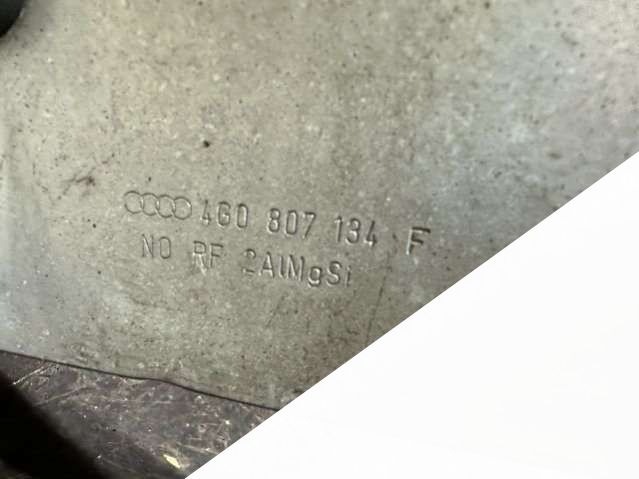 4G0 807 134 F
NO RF 2AlMgSi